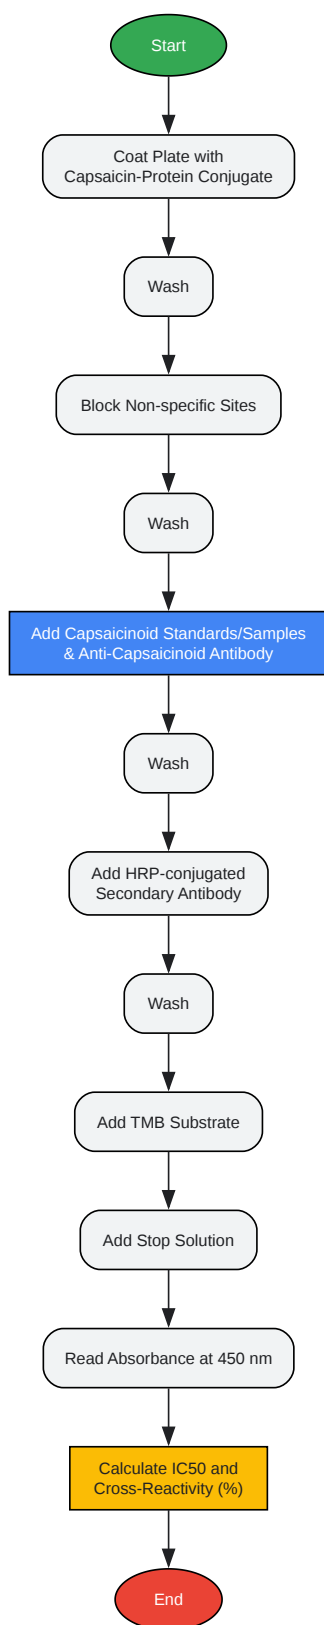 Start
Coat Plate with
Capsaicin-Protein Conjugate
Wash
Block Non-specific Sites
Wash
Add Capsaicinoid Standards/Samples
& Anti-Capsaicinoid Antibody
Wash
Add HRP-conjugated
Secondary Antibody
Wash
Add TMB Substrate
Add Stop Solution
Read Absorbance at 450 nm
Calculate IC50 and
Cross-Reactivity (%)
End